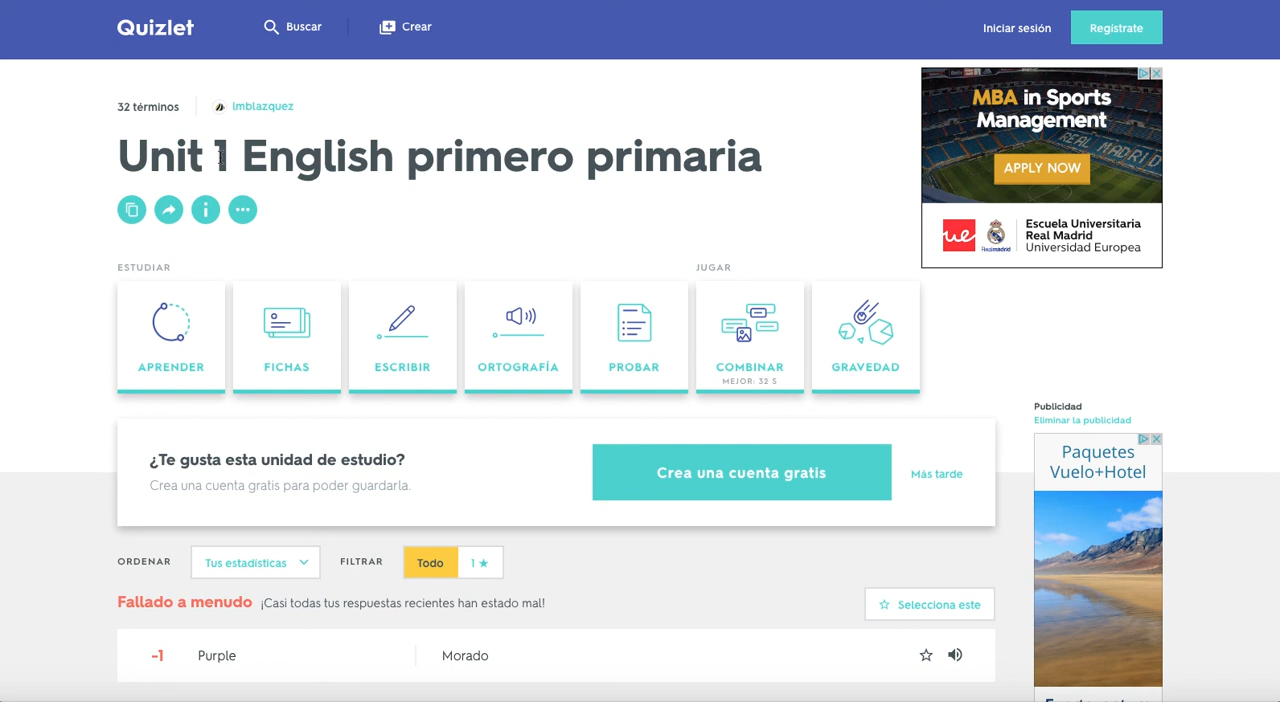 Quizlet
Buscar
Crear
Iniciar sesión
Regístrate
32 términos
lmblazquez
Unit 1 English primero primaria
MBA in Sports
Management
REAL MADRID
APPLY NOW
ue
Realmadrid
Escuela Universitaria
Real Madrid
Universidad Europea
ESTUDIAR
JUGAR
APRENDER
FICHAS
ESCRIBIR
ORTOGRAFÍA
PROBAR
COMBINAR
MEJOR: 32 S
GRAVEDAD
Publicidad
Eliminar la publicidad
Paquetes
Vuelo+Hotel
¿Te gusta esta unidad de estudio?
Crea una cuenta gratis para poder guardarla.
Crea una cuenta gratis
Más tarde
ORDENAR
Tus estadísticas
FILTRAR
Todo
1 ★
Fallado a menudo ¡Casi todas tus respuestas recientes han estado mal!
Selecciona este
-1 Purple Morado